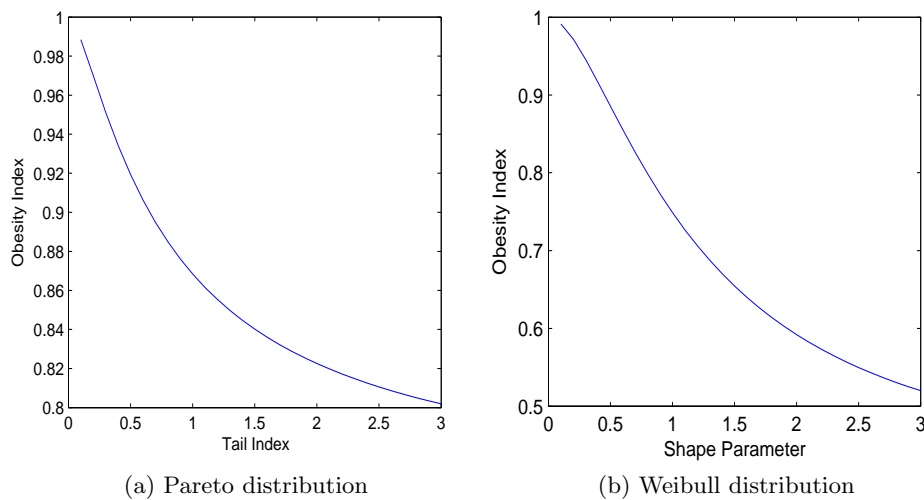 1
0.98
0.96
0.94
0.92
0.9
0.88
0.86
0.84
0.82
0.8
Obesity Index
0 0.5 1 1.5 2 2.5 3
Tail Index
(a) Pareto distribution
1
0.9
0.8
0.7
0.6
0.5
Obesity Index
0 0.5 1 1.5 2 2.5 3
Shape Parameter
(b) Weibull distribution